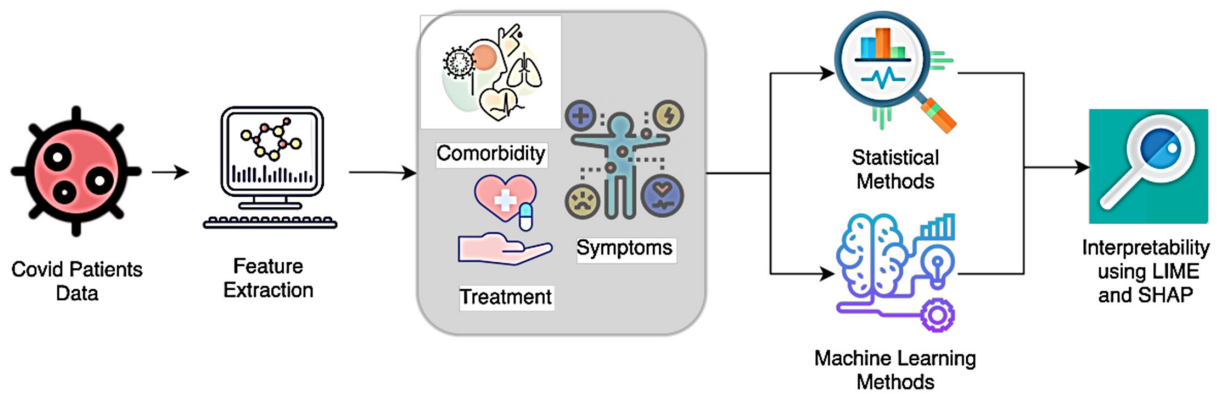 Covid Patients
Data
Feature
Extraction
Comorbidity
Treatment
Symptoms
Statistical
Methods
Machine Learning
Methods
Interpretability
using LIME
and SHAP